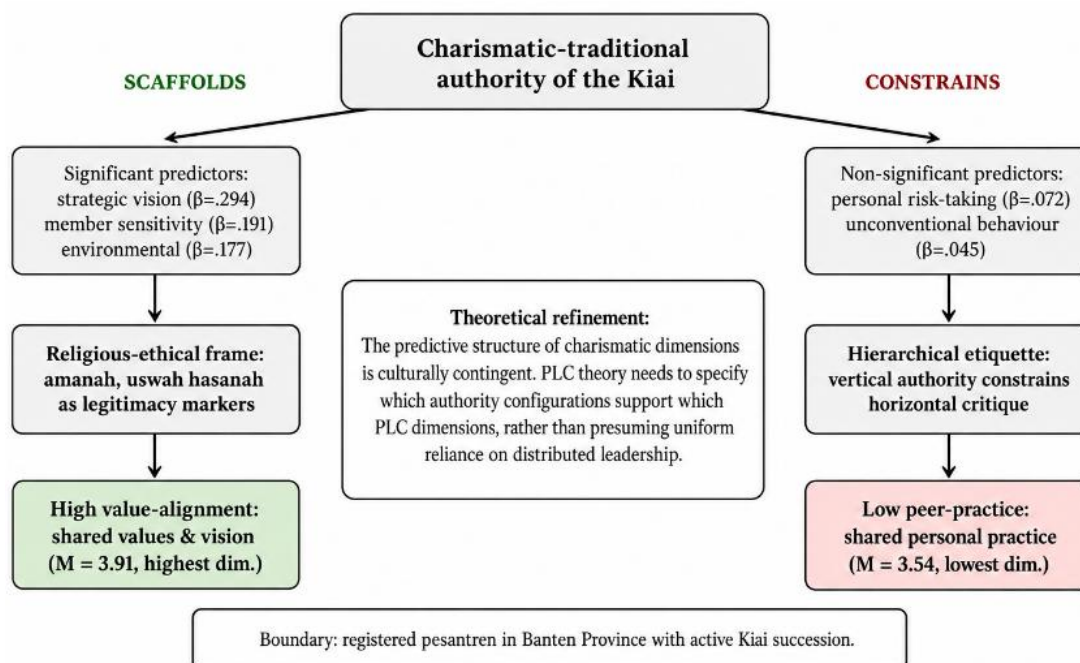 Charismatic-traditional
authority of the Kiai
SCAFFOLDS
CONSTRAINS
Significant predictors:
strategic vision (β=.294)
member sensitivity (β=.191)
environmental (β=.177)
Non-significant predictors:
personal risk-taking (β=.072)
unconventional behaviour
(β=.045)
Theoretical refinement:
The predictive structure of charismatic dimensions
is culturally contingent. PLC theory needs to specify
which authority configurations support which
PLC dimensions, rather than presuming uniform
reliance on distributed leadership.
Religious-ethical frame:
amanah, uswah hasanah
as legitimacy markers
Hierarchical etiquette:
vertical authority constrains
horizontal critique
High value-alignment:
shared values & vision
(M = 3.91, highest dim.)
Low peer-practice:
shared personal practice
(M = 3.54, lowest dim.)
Boundary: registered pesantren in Banten Province with active Kiai succession.